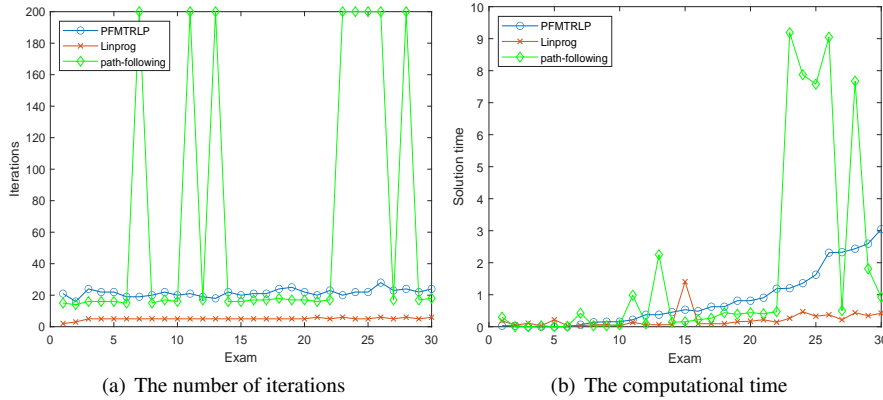 200
180
160
140
120
100
80
60
40
20
0
Iterations
PFMTRLP
Linprog
path-following
0 5 10 15 20 25 30
Exam
(a) The number of iterations
10
9
8
7
6
5
4
3
2
1
0
Solution time
PFMTRLP
Linprog
path-following
0 5 10 15 20 25 30
Exam
(b) The computational time